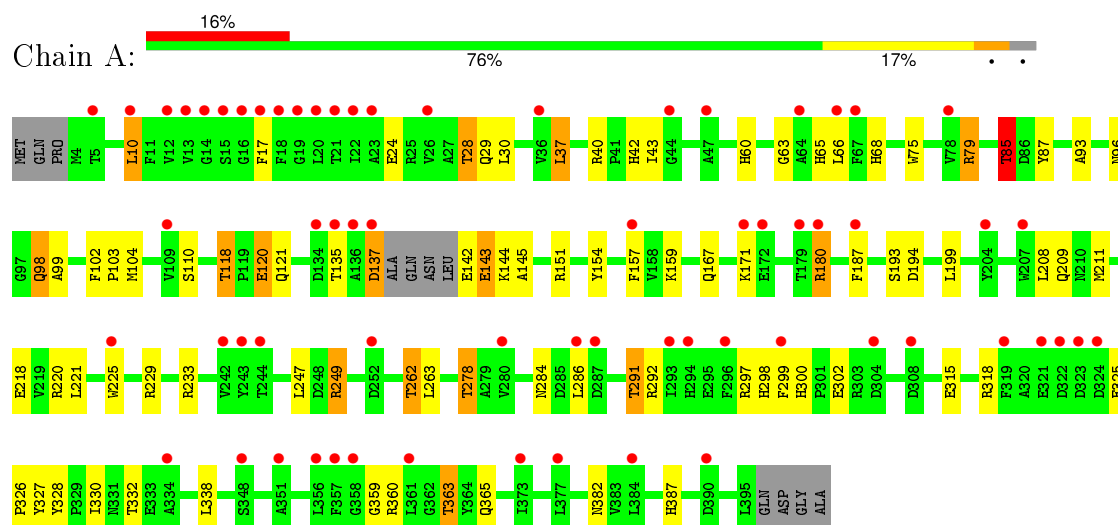 16%
Chain A:
76% 17% • •
MET GLN PRO M4 T5 L10 F11 V12 V13 G14 S15 G16 F17 F18 G19 L20 T21 I22 A23 E24 R25 V26 A27 T28 Q29 L30 V36 L37 R40 P41 H42 I43 G44 A47 H60 G63 A64 H65 L66 F67 H68 W75 V78 R79 T85 D86 Y87 A93 N96
G97 Q98 A99 F102 P103 M104 V109 S110 T118 P119 E120 Q121 D134 T135 A136 D137 ALA GLN ASN LEU E142 E143 K144 A145 R151 Y154 F157 V158 K159 Q167 K171 E172 T179 R180 F187 S193 D194 L199 Y204 W207 L208 Q209 N210 M211
E218 V219 R220 L221 W225 R229 R233 V242 Y243 T244 L247 D248 R249 D252 T262 L263 T278 A279 V280 N284 D285 L286 D287 T291 R292 I293 H294 E295 F296 R297 H298 F299 H300 P301 E302 R303 D304 D308 E315 R318 F319 A320 E321 D322 D323 D324
P326 Y327 Y328 P329 I330 N331 T332 E333 A334 L338 S348 A351 L356 F357 G358 G359 R360 L361 G362 T363 Y364 Q365 I373 L377 N382 V383 L384 H387 D390 L395 GLN ASP GLY ALA